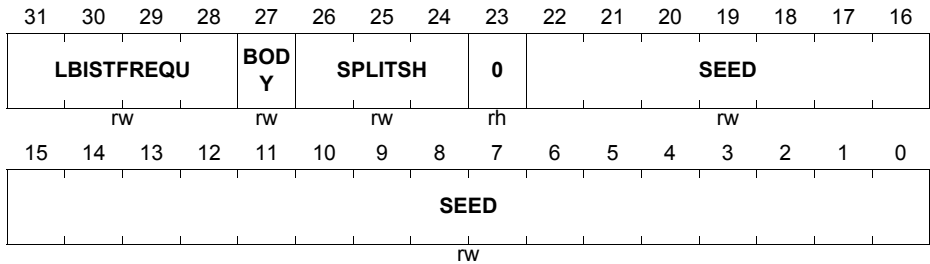 31 30 29 28 27 26 25 24 23 22 21 20 19 18 17 16
LBISTFREQU BOD Y SPLITSH 0 SEED
rw rw rw rh rw
15 14 13 12 11 10 9 8 7 6 5 4 3 2 1 0
SEED
rw